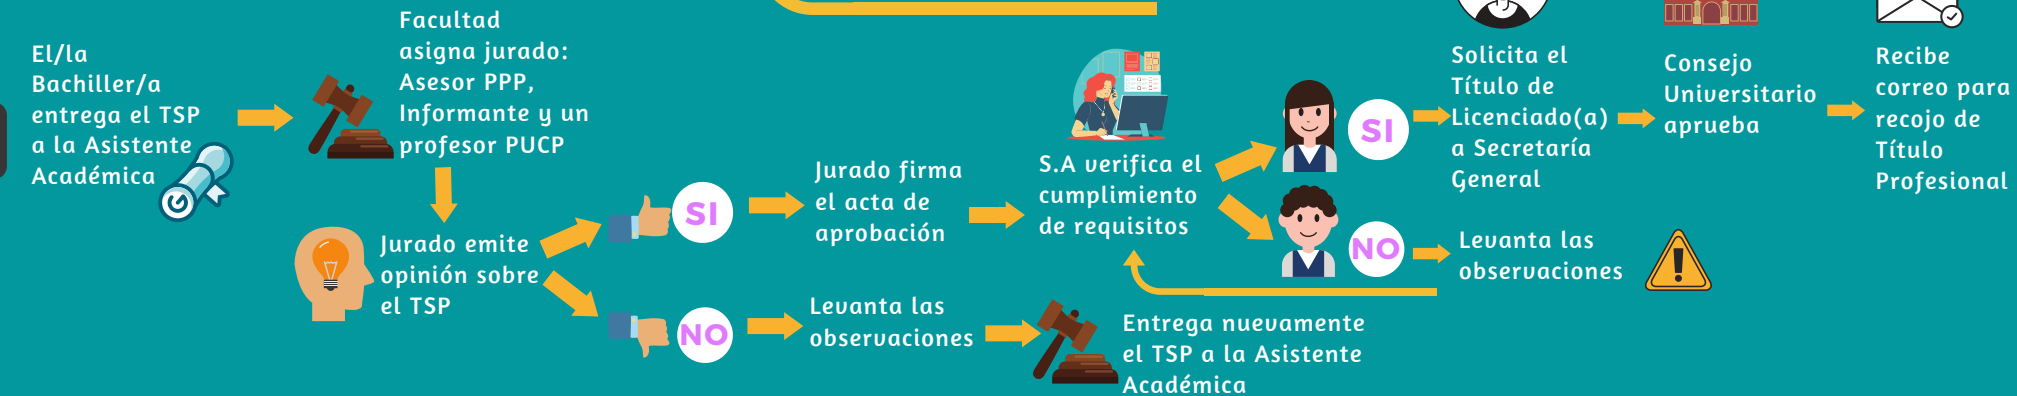 El/la
Bachiller/a
entrega el TSP
a la Asistente
Académica
Facultad
asigna jurado:
Asesor PPP,
Informante y un
profesor PUCP
Jurado emite
opinión sobre
el TSP
SI
Jurado firma
el acta de
aprobación
NO
Levanta las
observaciones
Entrega nuevamente
el TSP a la Asistente
Académica
S.A verifica el
cumplimiento
de requisitos
SI
Solicita el
Título de
Licenciado(a)
a Secretaría
General
Consejo
Universitario
aprueba
Recibe
correo para
recojo de
Título
Profesional
NO
Levanta las
observaciones